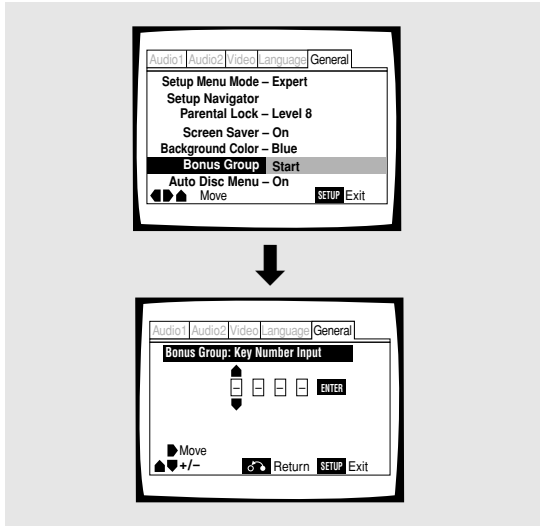 Audio1 Audio2 Video Language General
Setup Menu Mode – Expert
Setup Navigator
Parental Lock – Level 8
Screen Saver – On
Background Color – Blue
Bonus Group Start
Auto Disc Menu – On
Move SETUP Exit
Audio1 Audio2 Video Language General
Bonus Group: Key Number Input
– – – – ENTER
Move
+/– Return SETUP Exit